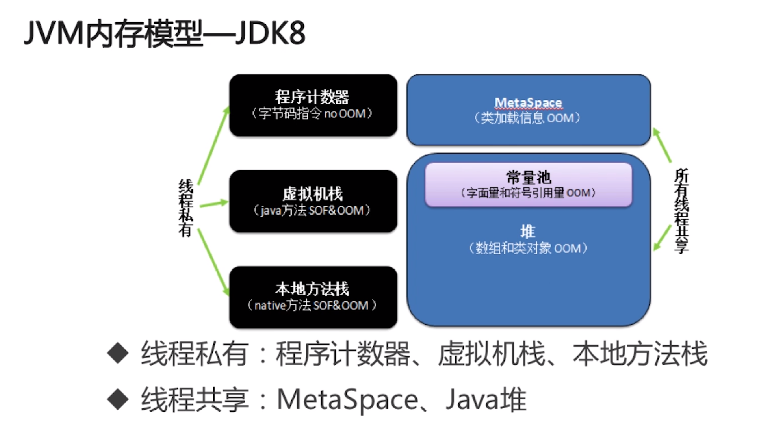 JVM内存模型—JDK8
程序计数器
（字节码指令 no OOM）
MetaSpace
（类加载信息 OOM）
线程私有
虚拟机栈
（java方法 SOF&OOM）
常量池
（字面量和符号引用量 OOM）
堆
（数组和类对象 OOM）
所有线程共享
本地方法栈
（native方法 SOF&OOM ）
◆ 线程私有：程序计数器、虚拟机栈、本地方法栈
◆ 线程共享：MetaSpace、Java堆